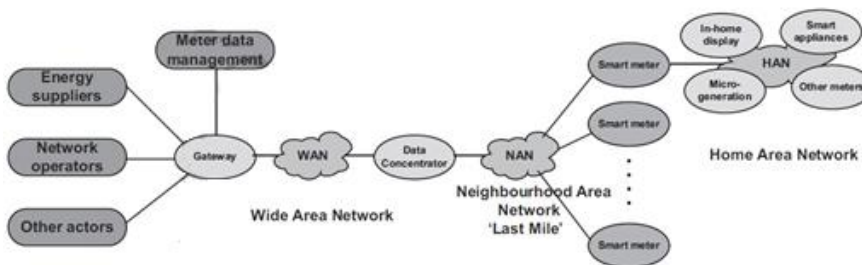 Meter data
management
Energy
suppliers
Network
operators
Other actors
Gateway
WAN
Data
Concentrator
NAN
Wide Area Network
Neighbourhood Area
Network
'Last Mile'
Smart meter
Smart meter
Smart meter
In-home
display
Smart
appliances
HAN
Micro-
generation
Other meters
Home Area Network